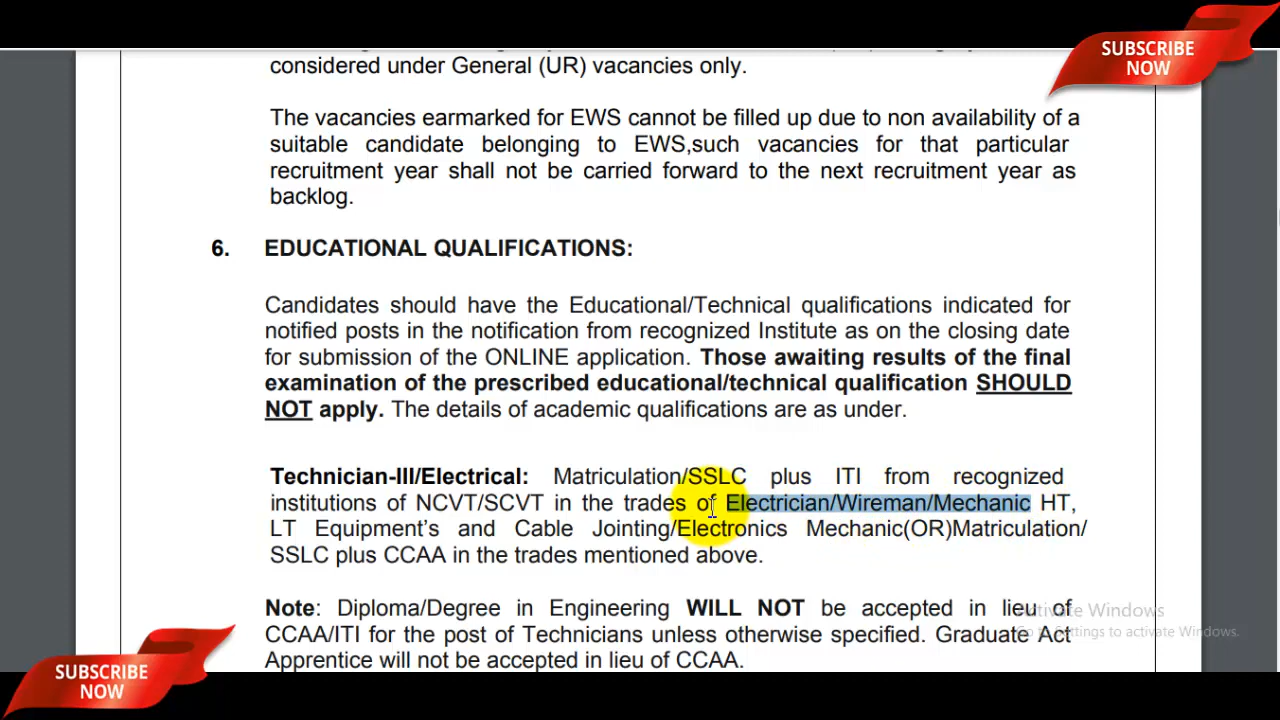 SUBSCRIBE
NOW
considered under General (UR) vacancies only.
The vacancies earmarked for EWS cannot be filled up due to non availability of a
suitable candidate belonging to EWS,such vacancies for that particular
recruitment year shall not be carried forward to the next recruitment year as
backlog.
6. EDUCATIONAL QUALIFICATIONS:
Candidates should have the Educational/Technical qualifications indicated for
notified posts in the notification from recognized Institute as on the closing date
for submission of the ONLINE application. Those awaiting results of the final
examination of the prescribed educational/technical qualification SHOULD
NOT apply. The details of academic qualifications are as under.
Technician-III/Electrical: Matriculation/SSLC plus ITI from recognized
institutions of NCVT/SCVT in the trades of Electrician/Wireman/Mechanic HT,
LT Equipment's and Cable Jointing/Electronics Mechanic(OR)Matriculation/
SSLC plus CCAA in the trades mentioned above.
Note: Diploma/Degree in Engineering WILL NOT be accepted in lieu of
CCAA/ITI for the post of Technicians unless otherwise specified. Graduate Act
Apprentice will not be accepted in lieu of CCAA.
Activate Windows
Go to Settings to activate Windows.
SUBSCRIBE
NOW